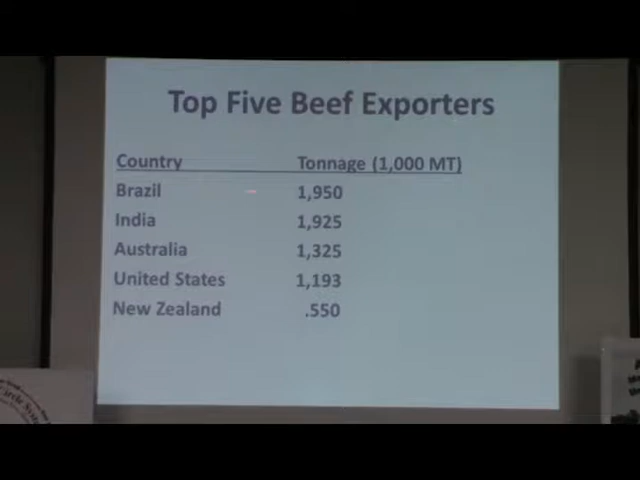 Top Five Beef Exporters
Country Tonnage (1,000 MT)
Brazil 1,950
India 1,925
Australia 1,325
United States 1,193
New Zealand .550